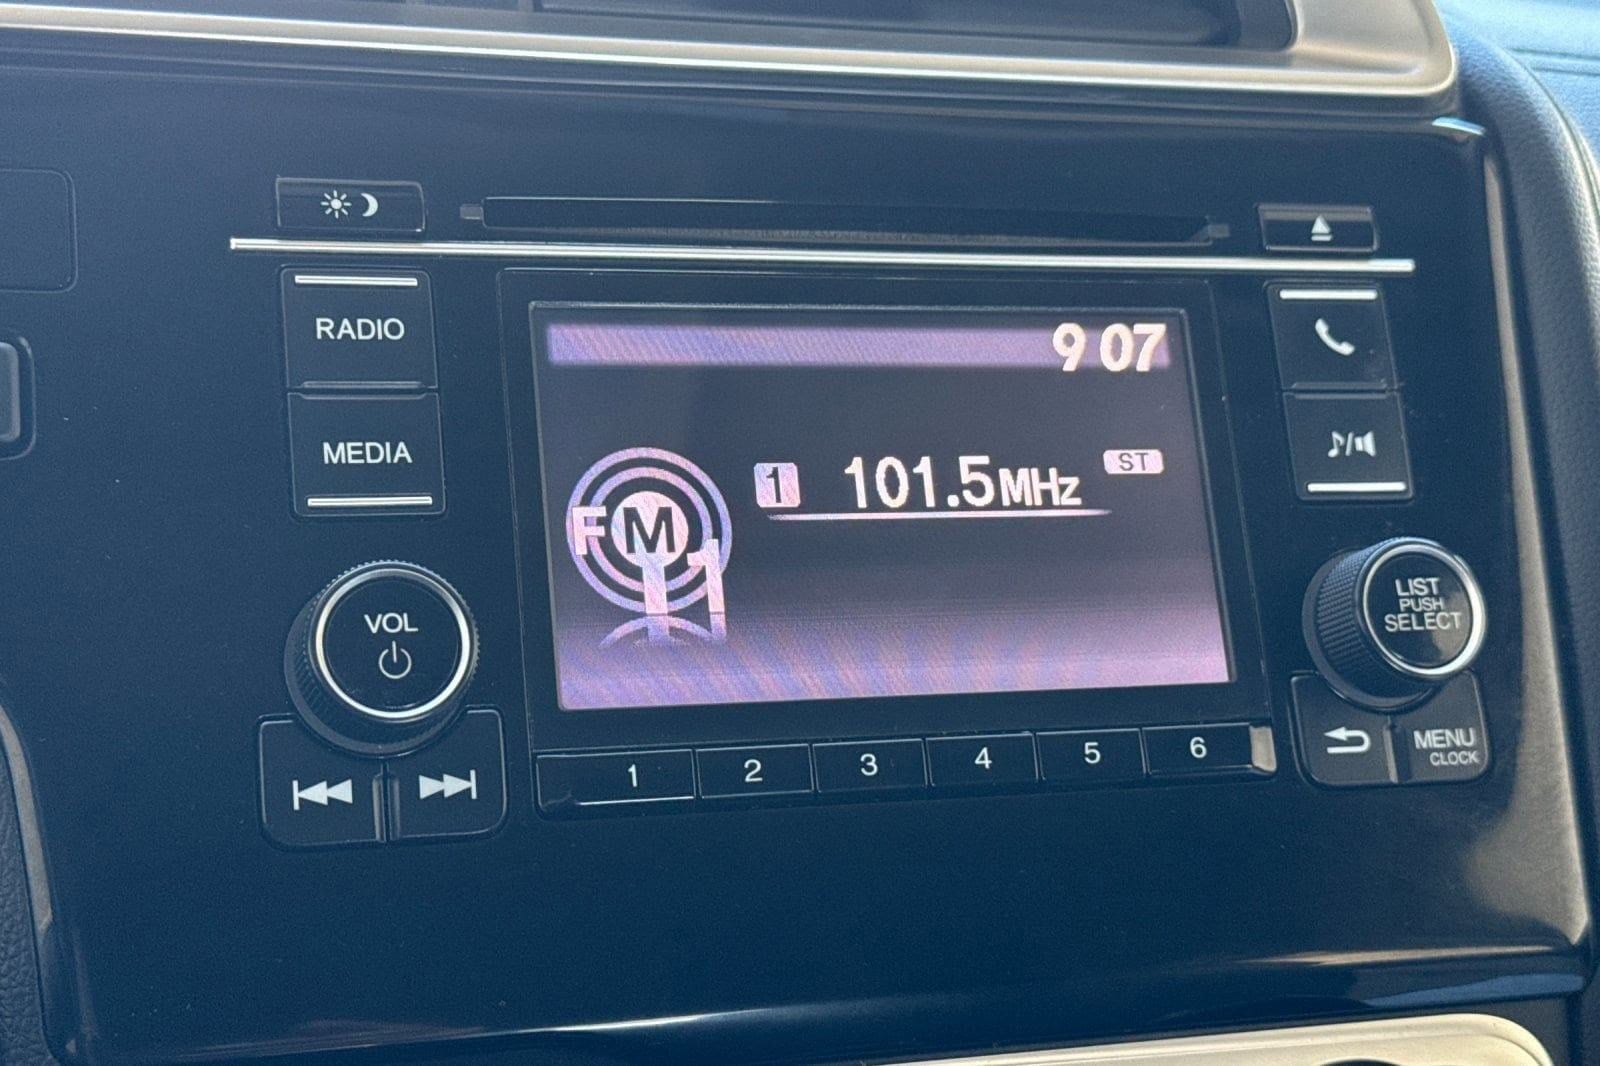 RADIO
MEDIA
VOL
9 07
FM
1
1 101.5MHz ST
LIST
PUSH
SELECT
MENU
CLOCK
1 2 3 4 5 6